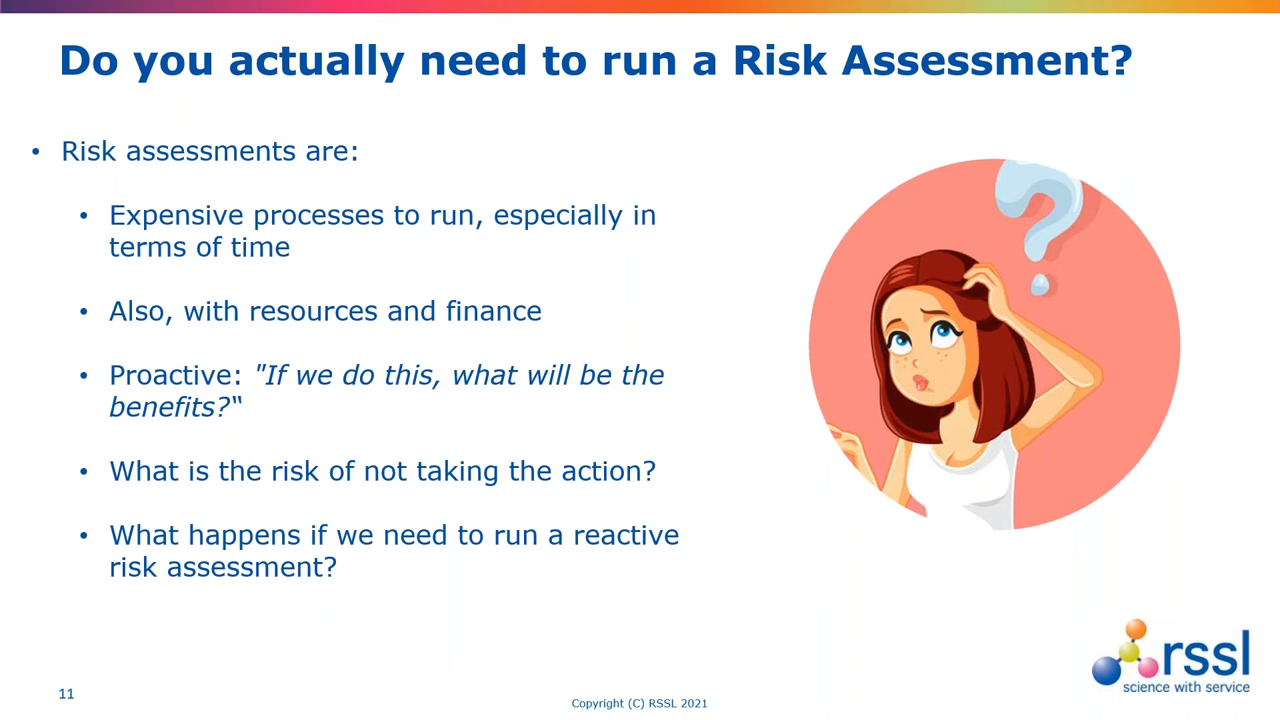 Do you actually need to run a Risk Assessment?
• Risk assessments are:
• Expensive processes to run, especially in
terms of time
• Also, with resources and finance
• Proactive: "If we do this, what will be the
benefits?“
• What is the risk of not taking the action?
• What happens if we need to run a reactive
risk assessment?
rssl
science with service
11
Copyright (C) RSSL 2021